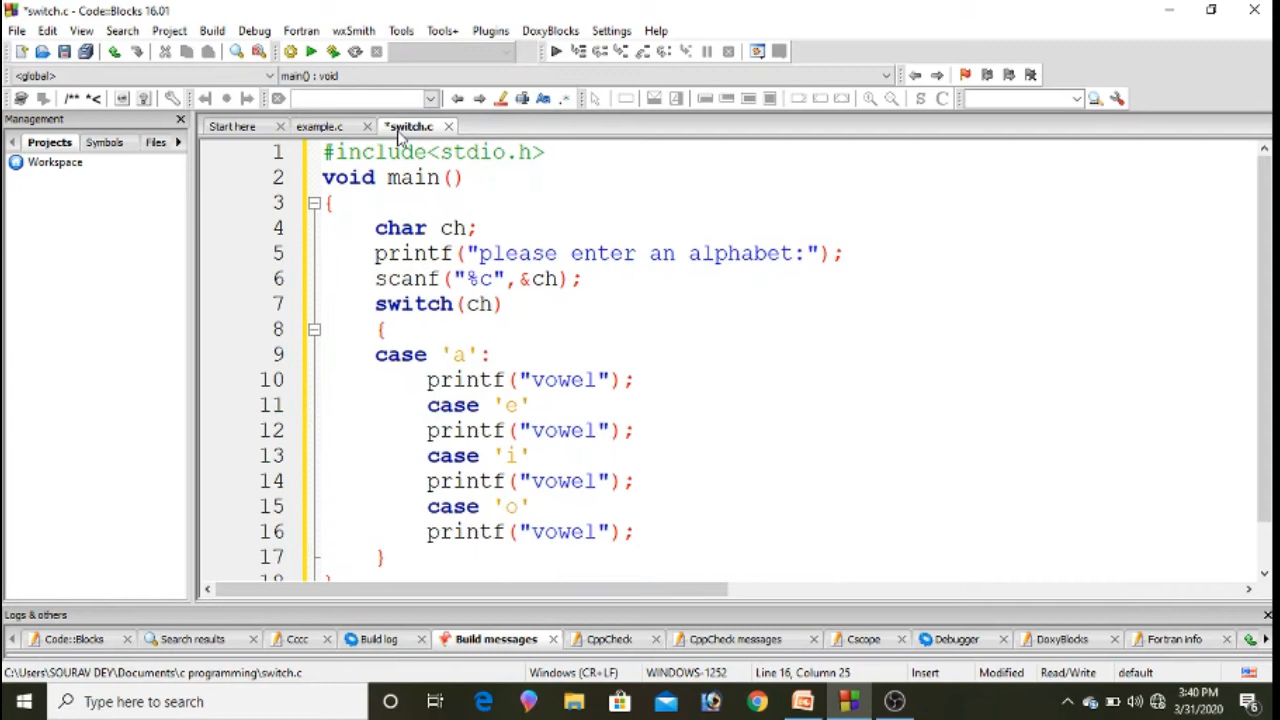 *switch.c - Code::Blocks 16.01
File Edit View Search Project Build Debug Fortran wxSmith Tools Tools+ Plugins DoxyBlocks Settings Help
<global> main() : void
/** *<
S C
Management
Start here example.c *switch.c
Projects Symbols Files
Workspace
1 #include<stdio.h>
2 void main()
3 {
4 char ch;
5 printf("please enter an alphabet:");
6 scanf("%c",&ch);
7 switch(ch)
8 {
9 case 'a':
10 printf("vowel");
11 case 'e'
12 printf("vowel");
13 case 'i'
14 printf("vowel");
15 case 'o'
16 printf("vowel");
17 }
18 }
Logs & others
Code::Blocks Search results Cccc Build log Build messages CppCheck CppCheck messages Cscope Debugger DoxyBlocks Fortran info
C:\Users\SOURAV DEY\Documents\c programming\switch.c Windows (CR+LF) WINDOWS-1252 Line 16, Column 25 Insert Modified Read/Write default
Type here to search
3:40 PM
3/31/2020
6